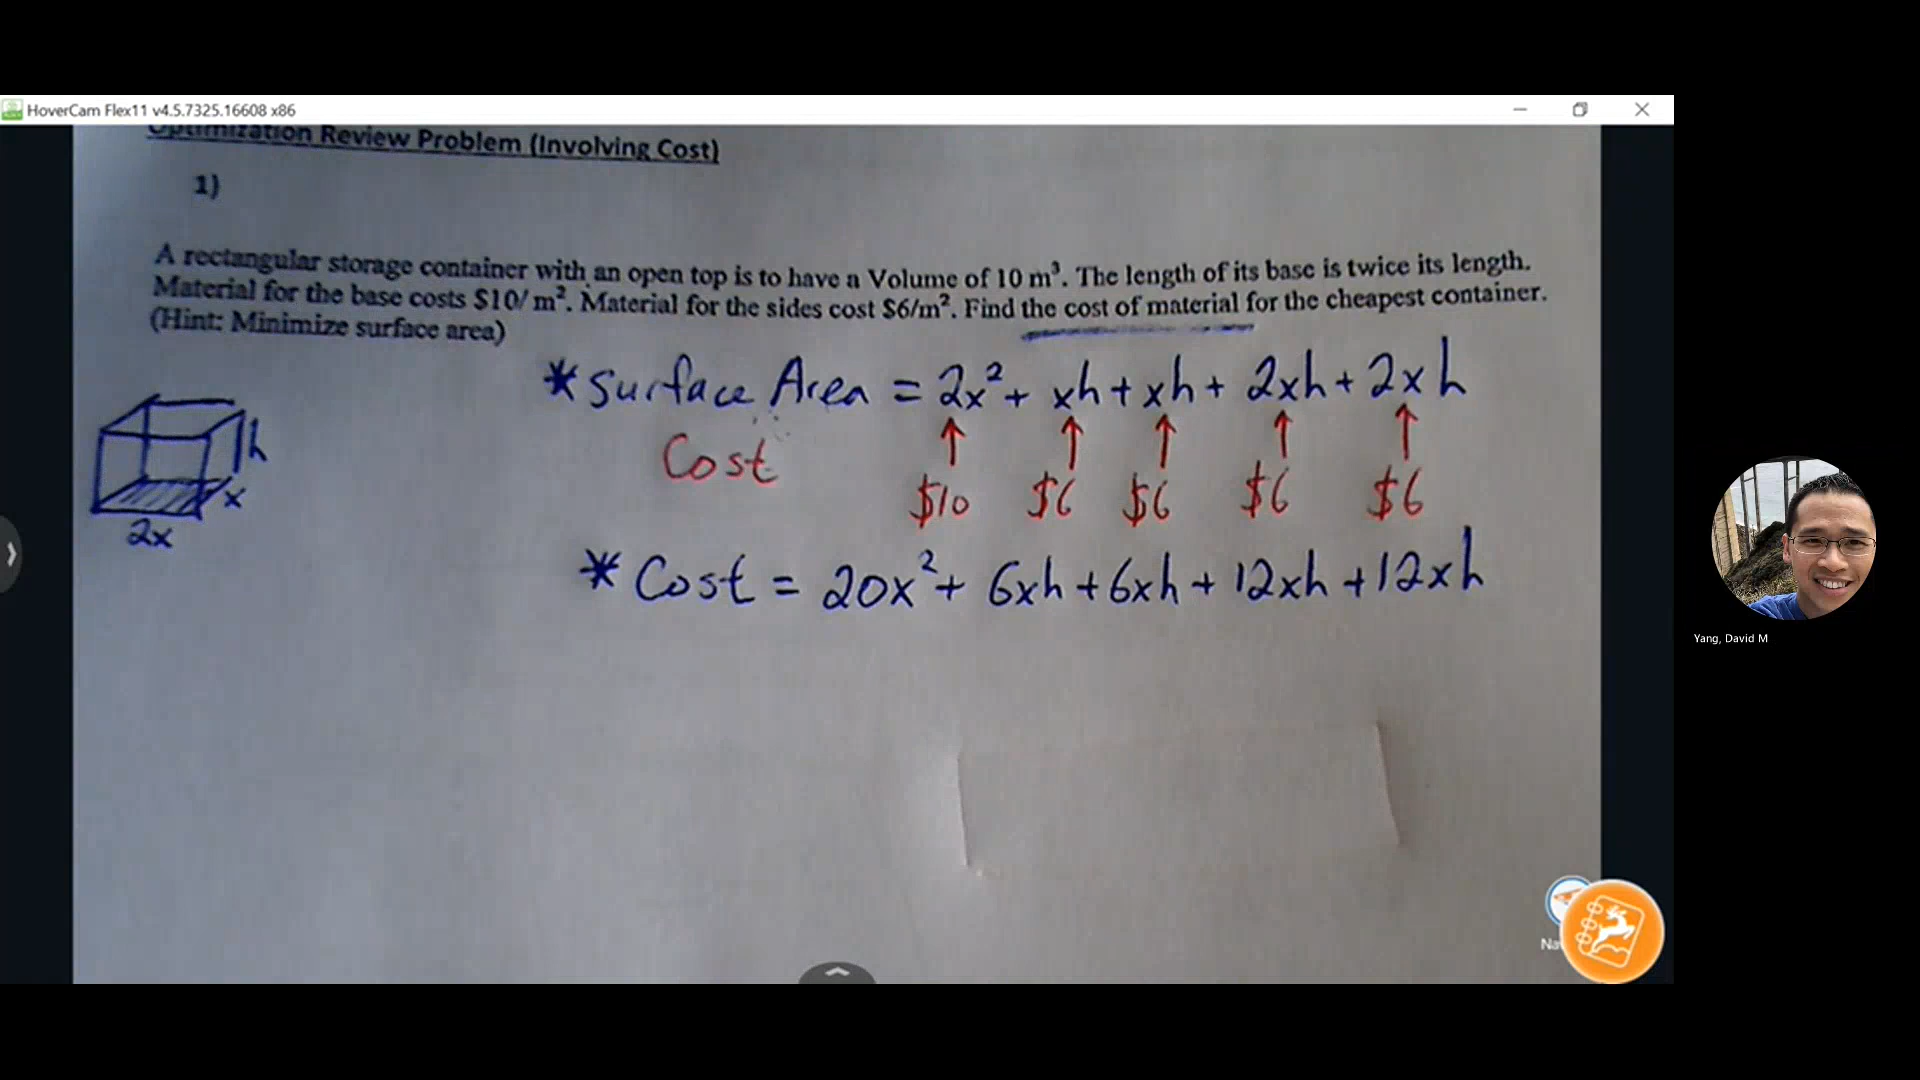 HoverCam Flex11 v4.5.7325.16608 x86
Optimization Review Problem (Involving Cost)
1)
A rectangular storage container with an open top is to have a Volume of 10 m³. The length of its base is twice its length.
Material for the base costs $10/ m². Material for the sides cost $6/m². Find the cost of material for the cheapest container.
(Hint: Minimize surface area)
* Surface Area = 2x² + xh + xh + 2xh + 2xh
Cost
$10 $6 $6 $6 $6
h
x
2x
* Cost = 20x² + 6xh + 6xh + 12xh + 12xh
Yang, David M